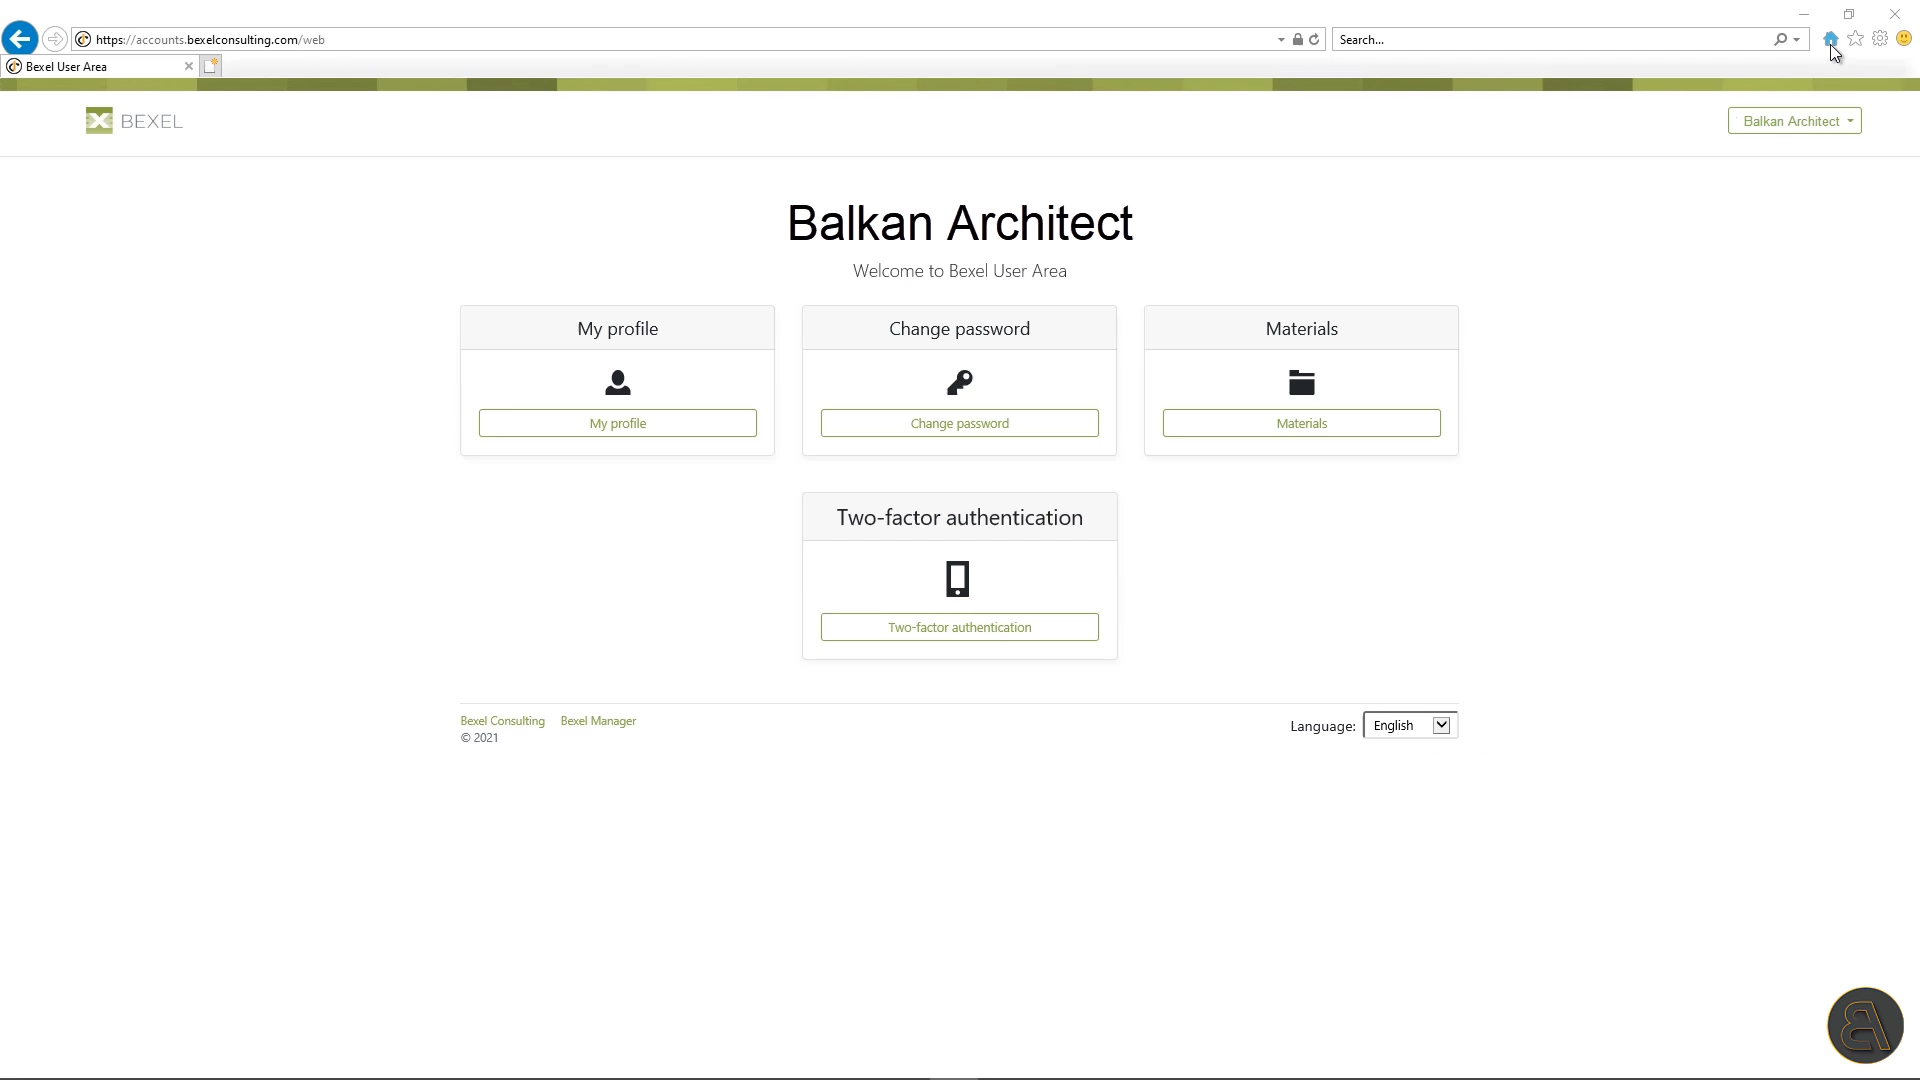 https://accounts.bexelconsulting.com/web
Search...
Bexel User Area
BEXEL
Balkan Architect
Balkan Architect
Welcome to Bexel User Area
My profile
Change password
Materials
My profile
Change password
Materials
Two-factor authentication
Two-factor authentication
Bexel Consulting
Bexel Manager
© 2021
Language:
English